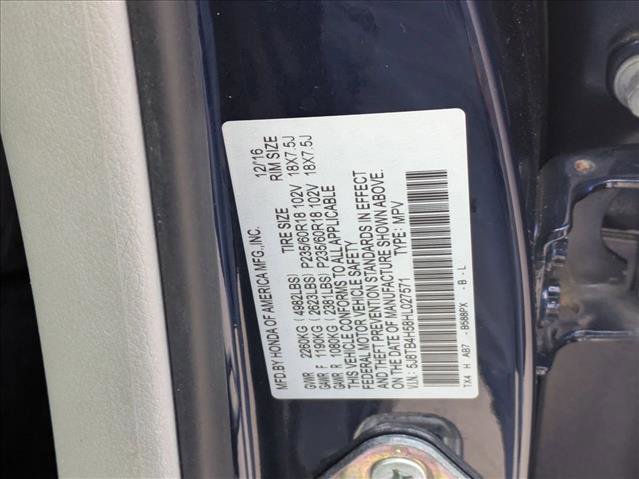 MFD.BY HONDA OF AMERICA MFG.,INC. 12/16
TIRE SIZE RIM SIZE
GVWR 2260KG (4982LBS)
GAWR F 1190KG (2623LBS) P235/60R18 102V 18X7.5J
GAWR R 1080KG (2381LBS) P235/60R18 102V 18X7.5J
THIS VEHICLE CONFORMS TO ALL APPLICABLE
FEDERAL MOTOR VEHICLE SAFETY
AND THEFT PREVENTION STANDARDS IN EFFECT
ON THE DATE OF MANUFACTURE SHOWN ABOVE.
V.I.N.: 5J8TB4H58HL027571 TYPE: MPV
TX4 H AB7 - B588PX - B - L